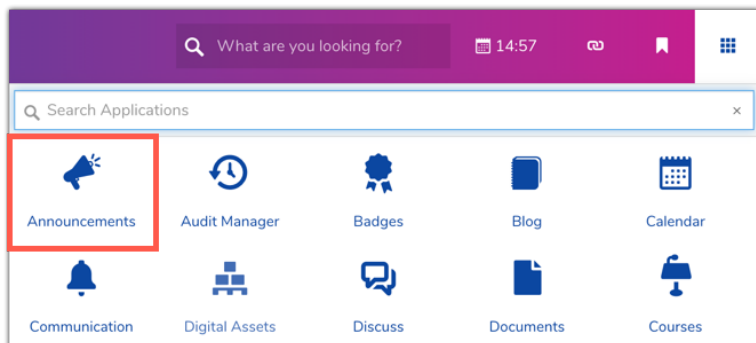 What are you looking for? 14:57
Search Applications ×
Announcements Audit Manager Badges Blog Calendar
Communication Digital Assets Discuss Documents Courses